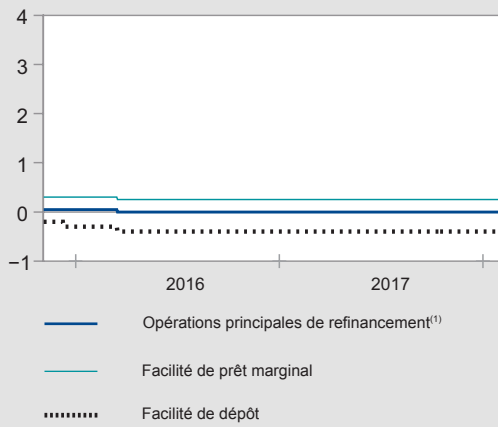 4
3
2
1
0
−1
2016 2017
Opérations principales de refinancement(1)
Facilité de prêt marginal
Facilité de dépôt